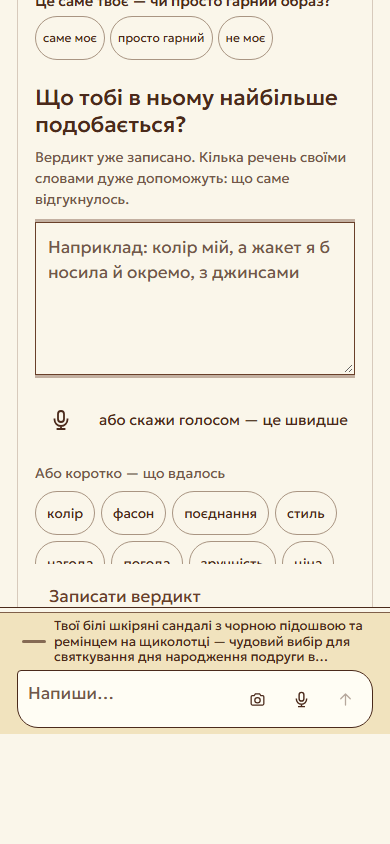 Це саме твоє — чи просто гарний образ?
саме моє
просто гарний
не моє
Що тобі в ньому найбільше
подобається?
Вердикт уже записано. Кілька речень своїми
словами дуже допоможуть: що саме
відгукнулось.
Наприклад: колір мій, а жакет я б
носила й окремо, з джинсами
або скажи голосом — це швидше
Або коротко — що вдалось
колір
фасон
поєднання
стиль
нагода
погода
зручність
ціна
Записати вердикт
Твої білі шкіряні сандалі з чорною підошвою та
ремінцем на щиколотці — чудовий вибір для
святкування дня народження подруги в...
Напиши...